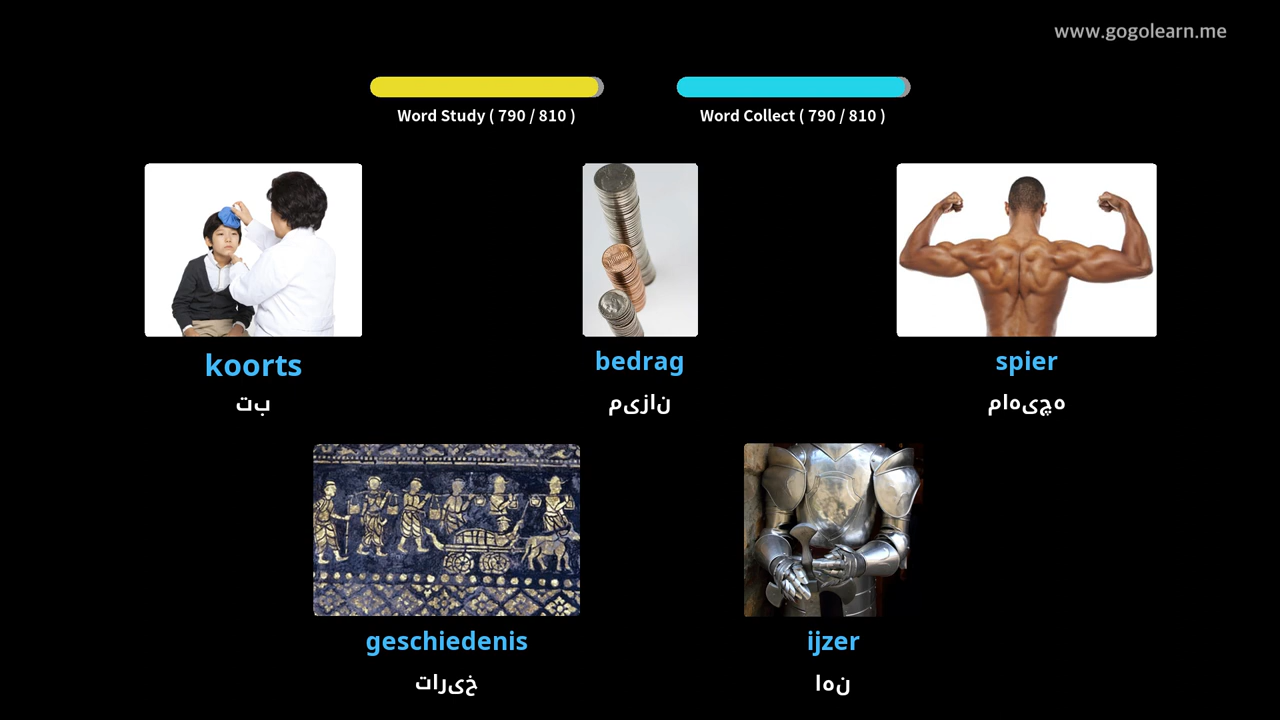 www.gogolearn.me
Word Study ( 790 / 810 )
Word Collect ( 790 / 810 )
koorts
تب
bedrag
میزان
spier
ماهیچه
geschiedenis
تاریخ
ijzer
اهن